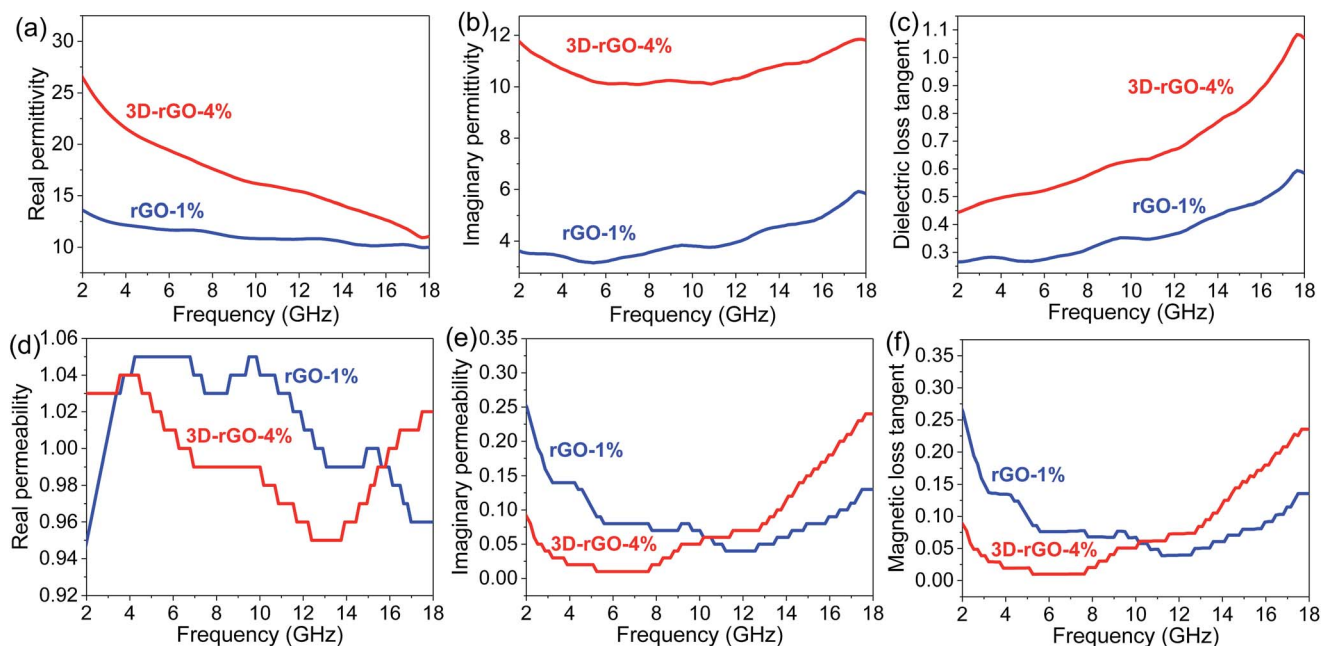 (a)
Real permittivity
30
25
20
15
10
3D-rGO-4%
rGO-1%
2 4 6 8 10 12 14 16 18
Frequency (GHz)
(b)
Imaginary permittivity
12
10
8
6
4
3D-rGO-4%
rGO-1%
2 4 6 8 10 12 14 16 18
Frequency (GHz)
(c)
Dielectric loss tangent
1.1
1.0
0.9
0.8
0.7
0.6
0.5
0.4
0.3
3D-rGO-4%
rGO-1%
2 4 6 8 10 12 14 16 18
Frequency (GHz)
(d)
Real permeability
1.06
1.04
1.02
1.00
0.98
0.96
0.94
0.92
rGO-1%
3D-rGO-4%
2 4 6 8 10 12 14 16 18
Frequency (GHz)
(e)
Imaginary permeability
0.35
0.30
0.25
0.20
0.15
0.10
0.05
0.00
rGO-1%
3D-rGO-4%
2 4 6 8 10 12 14 16 18
Frequency (GHz)
(f)
Magnetic loss tangent
0.35
0.30
0.25
0.20
0.15
0.10
0.05
0.00
rGO-1%
3D-rGO-4%
2 4 6 8 10 12 14 16 18
Frequency (GHz)